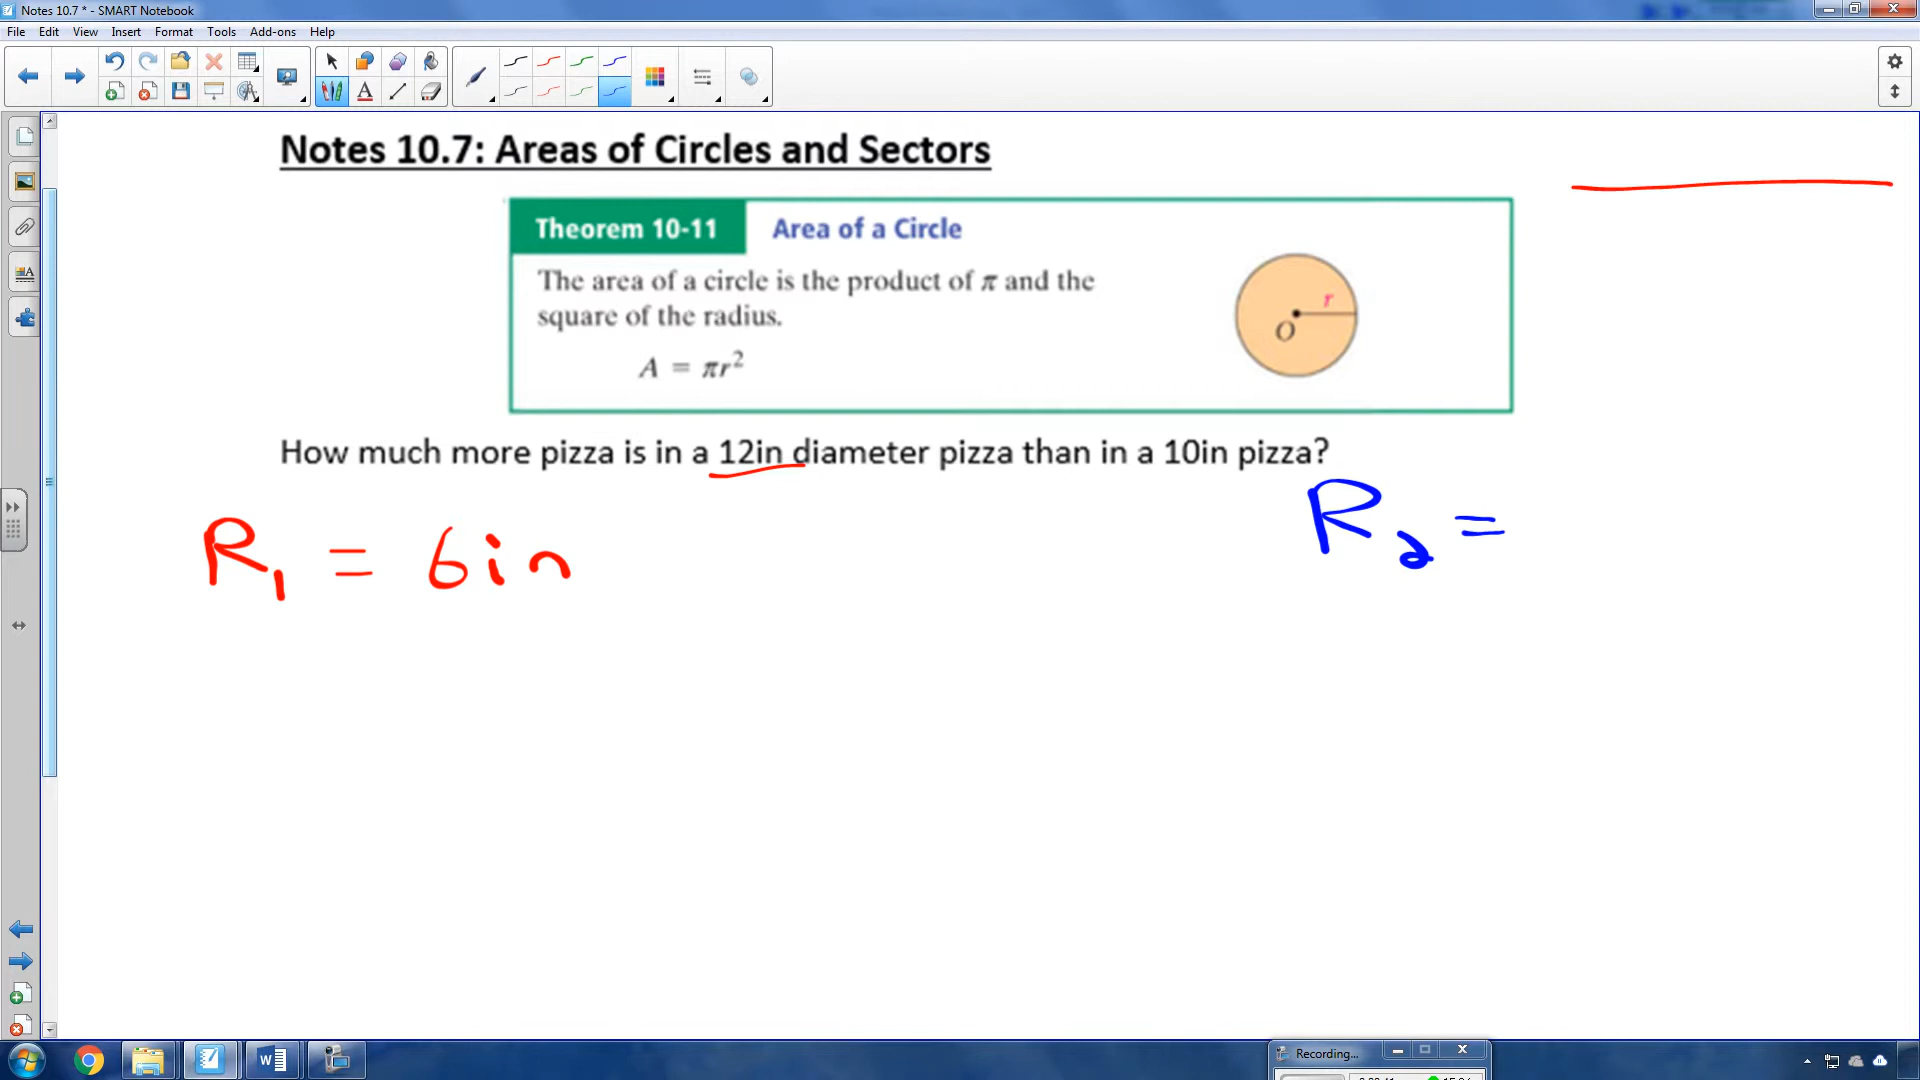 Notes 10.7 * - SMART Notebook
File Edit View Insert Format Tools Add-ons Help
Notes 10.7: Areas of Circles and Sectors
Theorem 10-11 Area of a Circle
The area of a circle is the product of π and the
square of the radius.
A = πr²
r
O
How much more pizza is in a 12in diameter pizza than in a 10in pizza?
R₁ = 6in
R₂ =
Recording...